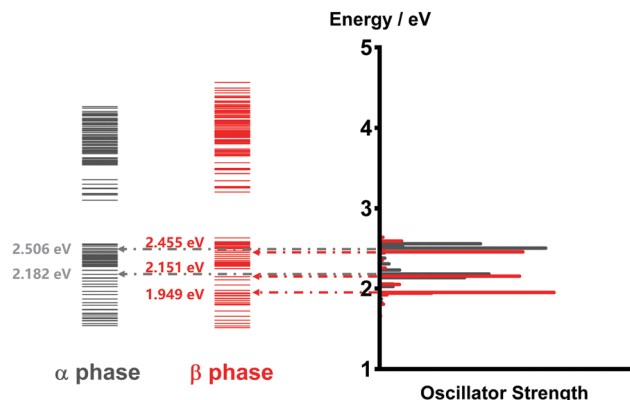 Energy / eV
5
4
3
2
1
2.506 eV
2.182 eV
2.455 eV
2.151 eV
1.949 eV
α phase
β phase
Oscillator Strength